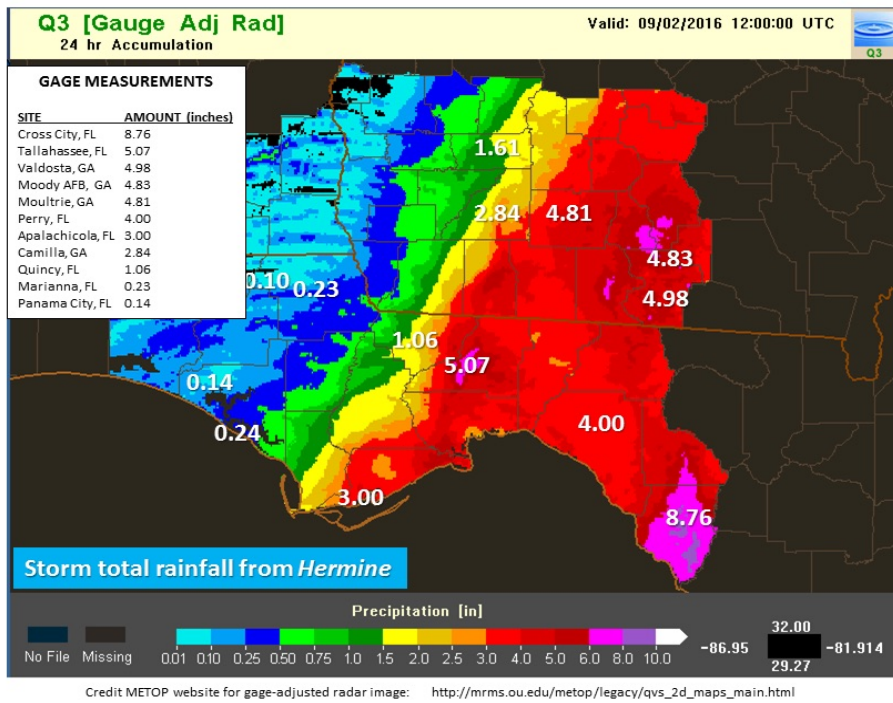 Q3 [Gauge Adj Rad]
24 hr Accumulation
Valid: 09/02/2016 12:00:00 UTC
Q3
GAGE MEASUREMENTS
SITE AMOUNT (inches)
Cross City, FL 8.76
Tallahassee, FL 5.07
Valdosta, GA 4.98
Moody AFB, GA 4.83
Moultrie, GA 4.81
Perry, FL 4.00
Apalachicola, FL 3.00
Camilla, GA 2.84
Quincy, FL 1.06
Marianna, FL 0.23
Panama City, FL 0.14
1.61
2.84
4.81
4.83
0.10
0.23
4.98
1.06
5.07
0.14
4.00
0.24
3.00
8.76
Storm total rainfall from Hermine
Precipitation [in]
No File
Missing
0.01 0.10 0.25 0.50 0.75 1.0 1.5 2.0 2.5 3.0 4.0 5.0 6.0 8.0 10.0
32.00
-86.95 -81.914
29.27
Credit METOP website for gage-adjusted radar image: http://mrms.ou.edu/metop/legacy/qvs_2d_maps_main.html